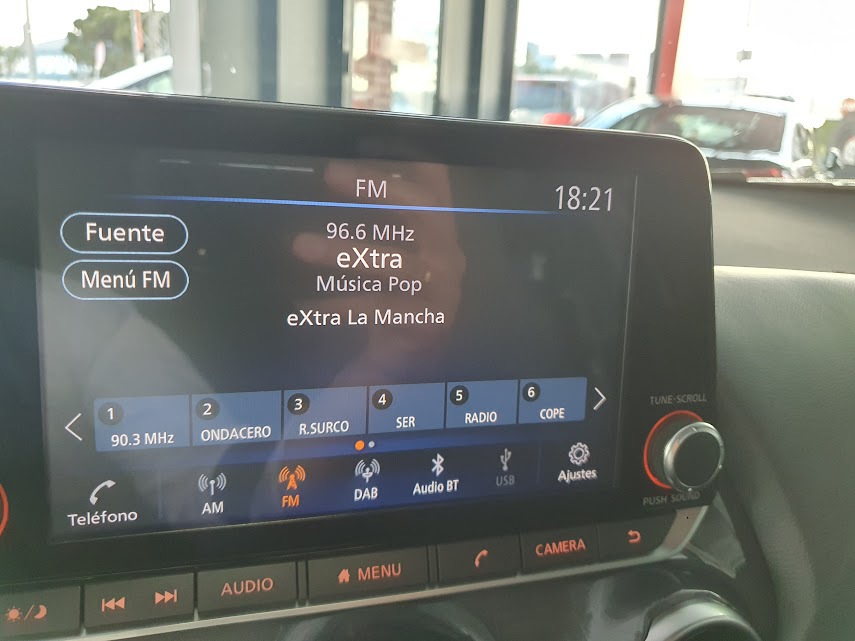 FM
18:21
Fuente
96.6 MHz
eXtra
Menú FM
Música Pop
eXtra La Mancha
1 90.3 MHz
2 ONDACERO
3 R.SURCO
4 SER
5 RADIO
6 COPE
TUNE·SCROLL
Teléfono
AM
FM
DAB
Audio BT
USB
Ajustes
PUSH SOUND
AUDIO
MENU
CAMERA